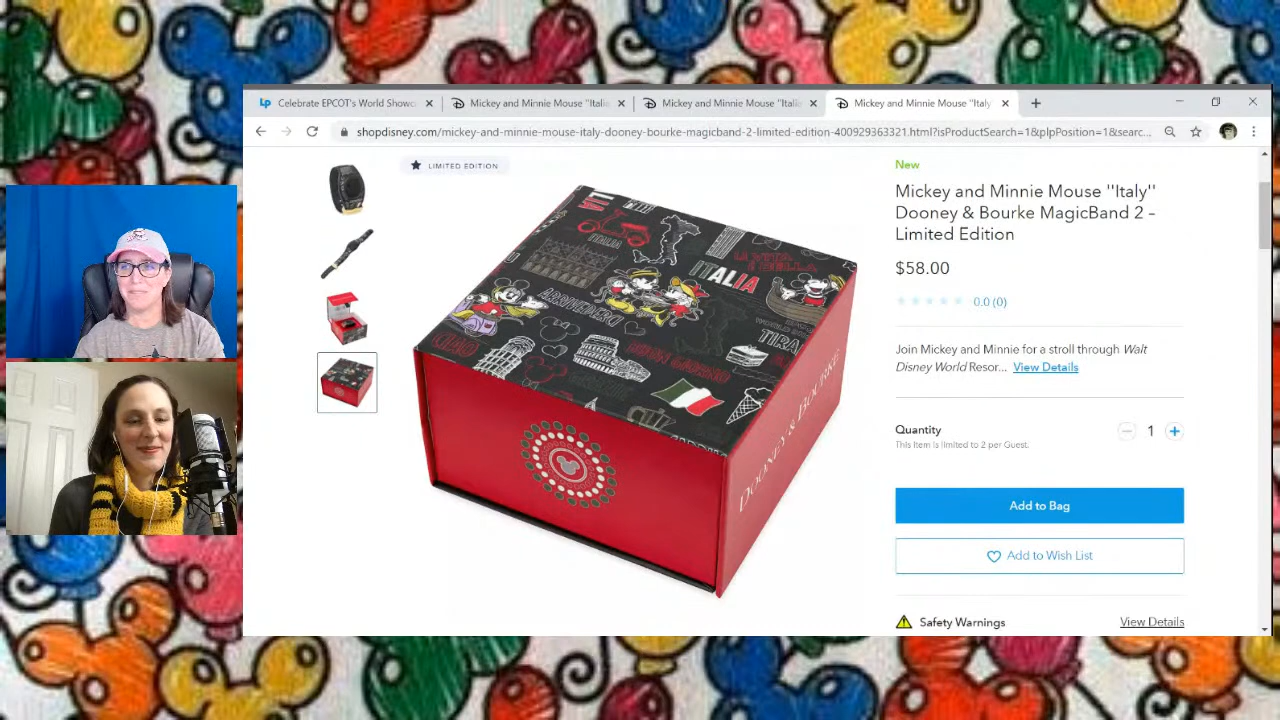 Celebrate EPCOT's World Showc
Mickey and Minnie Mouse "Italia
Mickey and Minnie Mouse "Italia
Mickey and Minnie Mouse "Italy
shopdisney.com/mickey-and-minnie-mouse-italy-dooney-bourke-magicband-2-limited-edition-400929363321.html?isProductSearch=1&plpPosition=1&searc...
LIMITED EDITION
New
Mickey and Minnie Mouse ''Italy''
Dooney & Bourke MagicBand 2 –
Limited Edition
$58.00
0.0 (0)
Join Mickey and Minnie for a stroll through Walt
Disney World Resor... View Details
Quantity
1
This item is limited to 2 per Guest.
Add to Bag
Add to Wish List
Safety Warnings
View Details
ITALIA
ITALIA
ARRIVEDERCI
TIRA
DOONEY & BOURKE